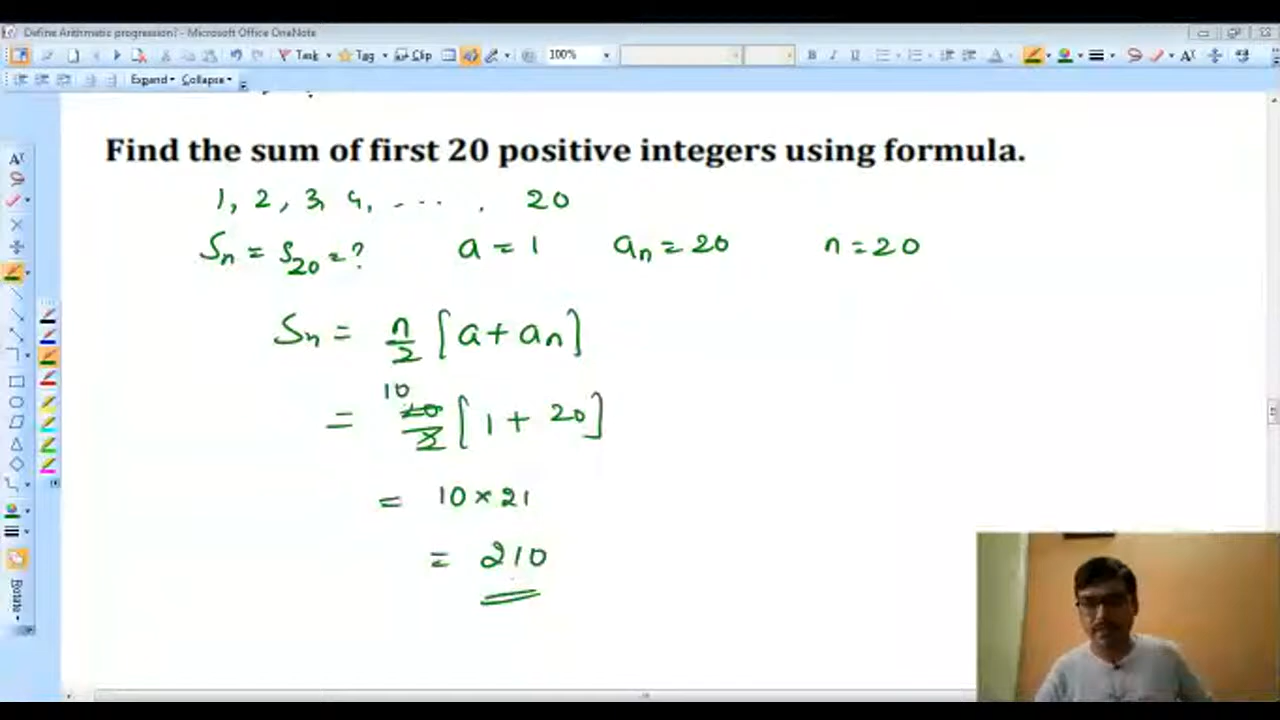 Define Arithmatic progression? - Microsoft Office OneNote
Task Tag Clip 100% B I U
Expand Collapse
Find the sum of first 20 positive integers using formula.
1, 2, 3, 4, .... . 20
Sn = S20 = ? a = 1 an = 20 n = 20
Sn = n/2 [a + an]
10
= 20/2 [1 + 20]
= 10 × 21
= 210
Rotate